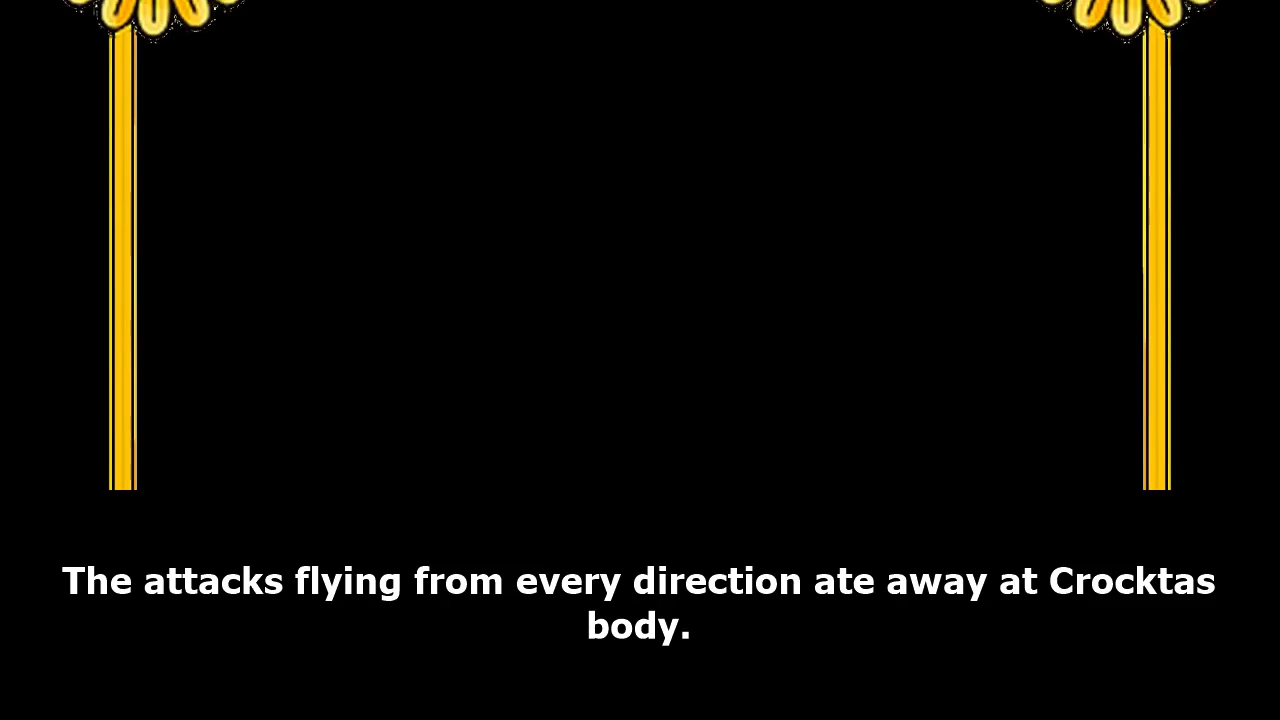 The attacks flying from every direction ate away at Crocktas
body.